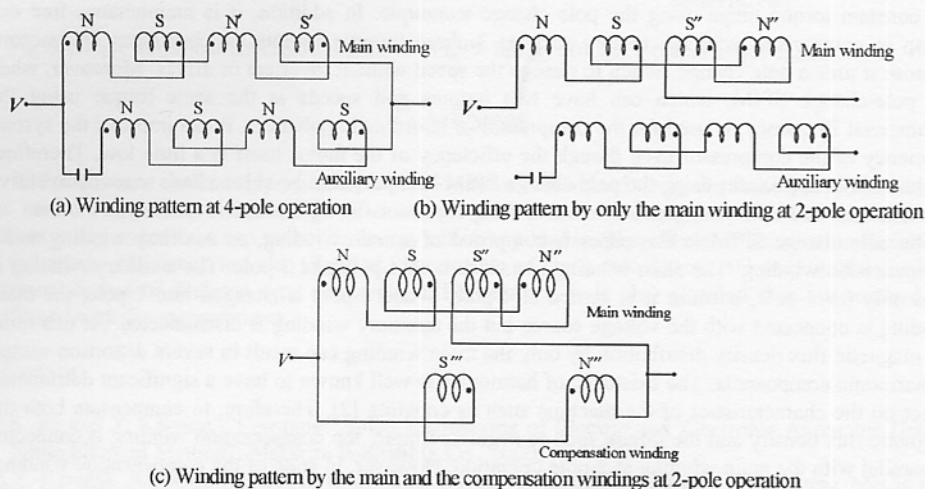 N S N' S'
Main winding
V
N S N S
Auxiliary winding
(a) Winding pattern at 4-pole operation
N S S'' N''
Main winding
V
Auxiliary winding
(b) Winding pattern by only the main winding at 2-pole operation
N S S'' N''
Main winding
V
S''' N'''
Compensation winding
(c) Winding pattern by the main and the compensation windings at 2-pole operation